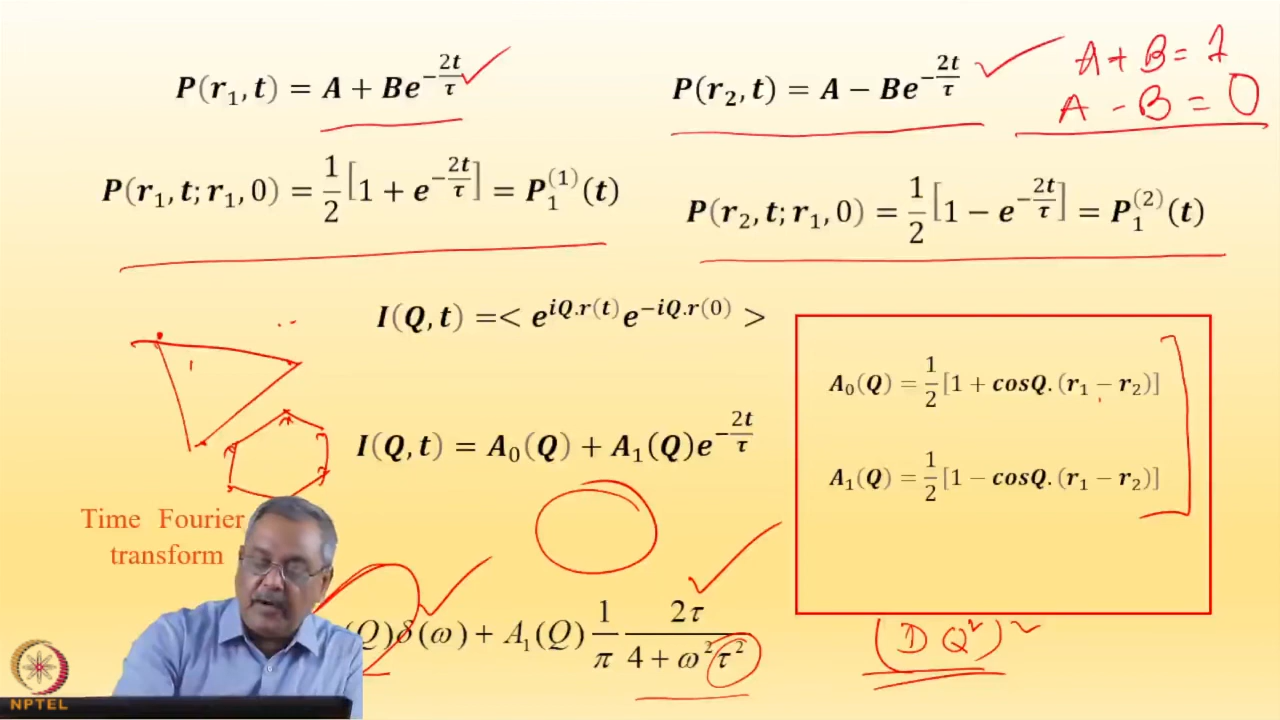 P(r₁, t) = A + Be^{-2t/τ}
P(r₂, t) = A − Be^{-2t/τ}
A + B = 1
A - B = 0
P(r₁, t; r₁, 0) = 1/2 [1 + e^{-2t/τ}] = P₁^{(1)}(t)
P(r₂, t; r₁, 0) = 1/2 [1 − e^{-2t/τ}] = P₁^{(2)}(t)
I(Q, t) =< e^{iQ.r(t)} e^{-iQ.r(0)} >
A₀(Q) = 1/2 [1 + cosQ. (r₁ − r₂)]
I(Q, t) = A₀(Q) + A₁(Q)e^{-2t/τ}
A₁(Q) = 1/2 [1 − cosQ. (r₁ − r₂)]
Time Fourier
transform
(Q)δ(ω) + A₁(Q) 1/π 2τ/(4 + ω²τ²)
(DQ²)²
NPTEL